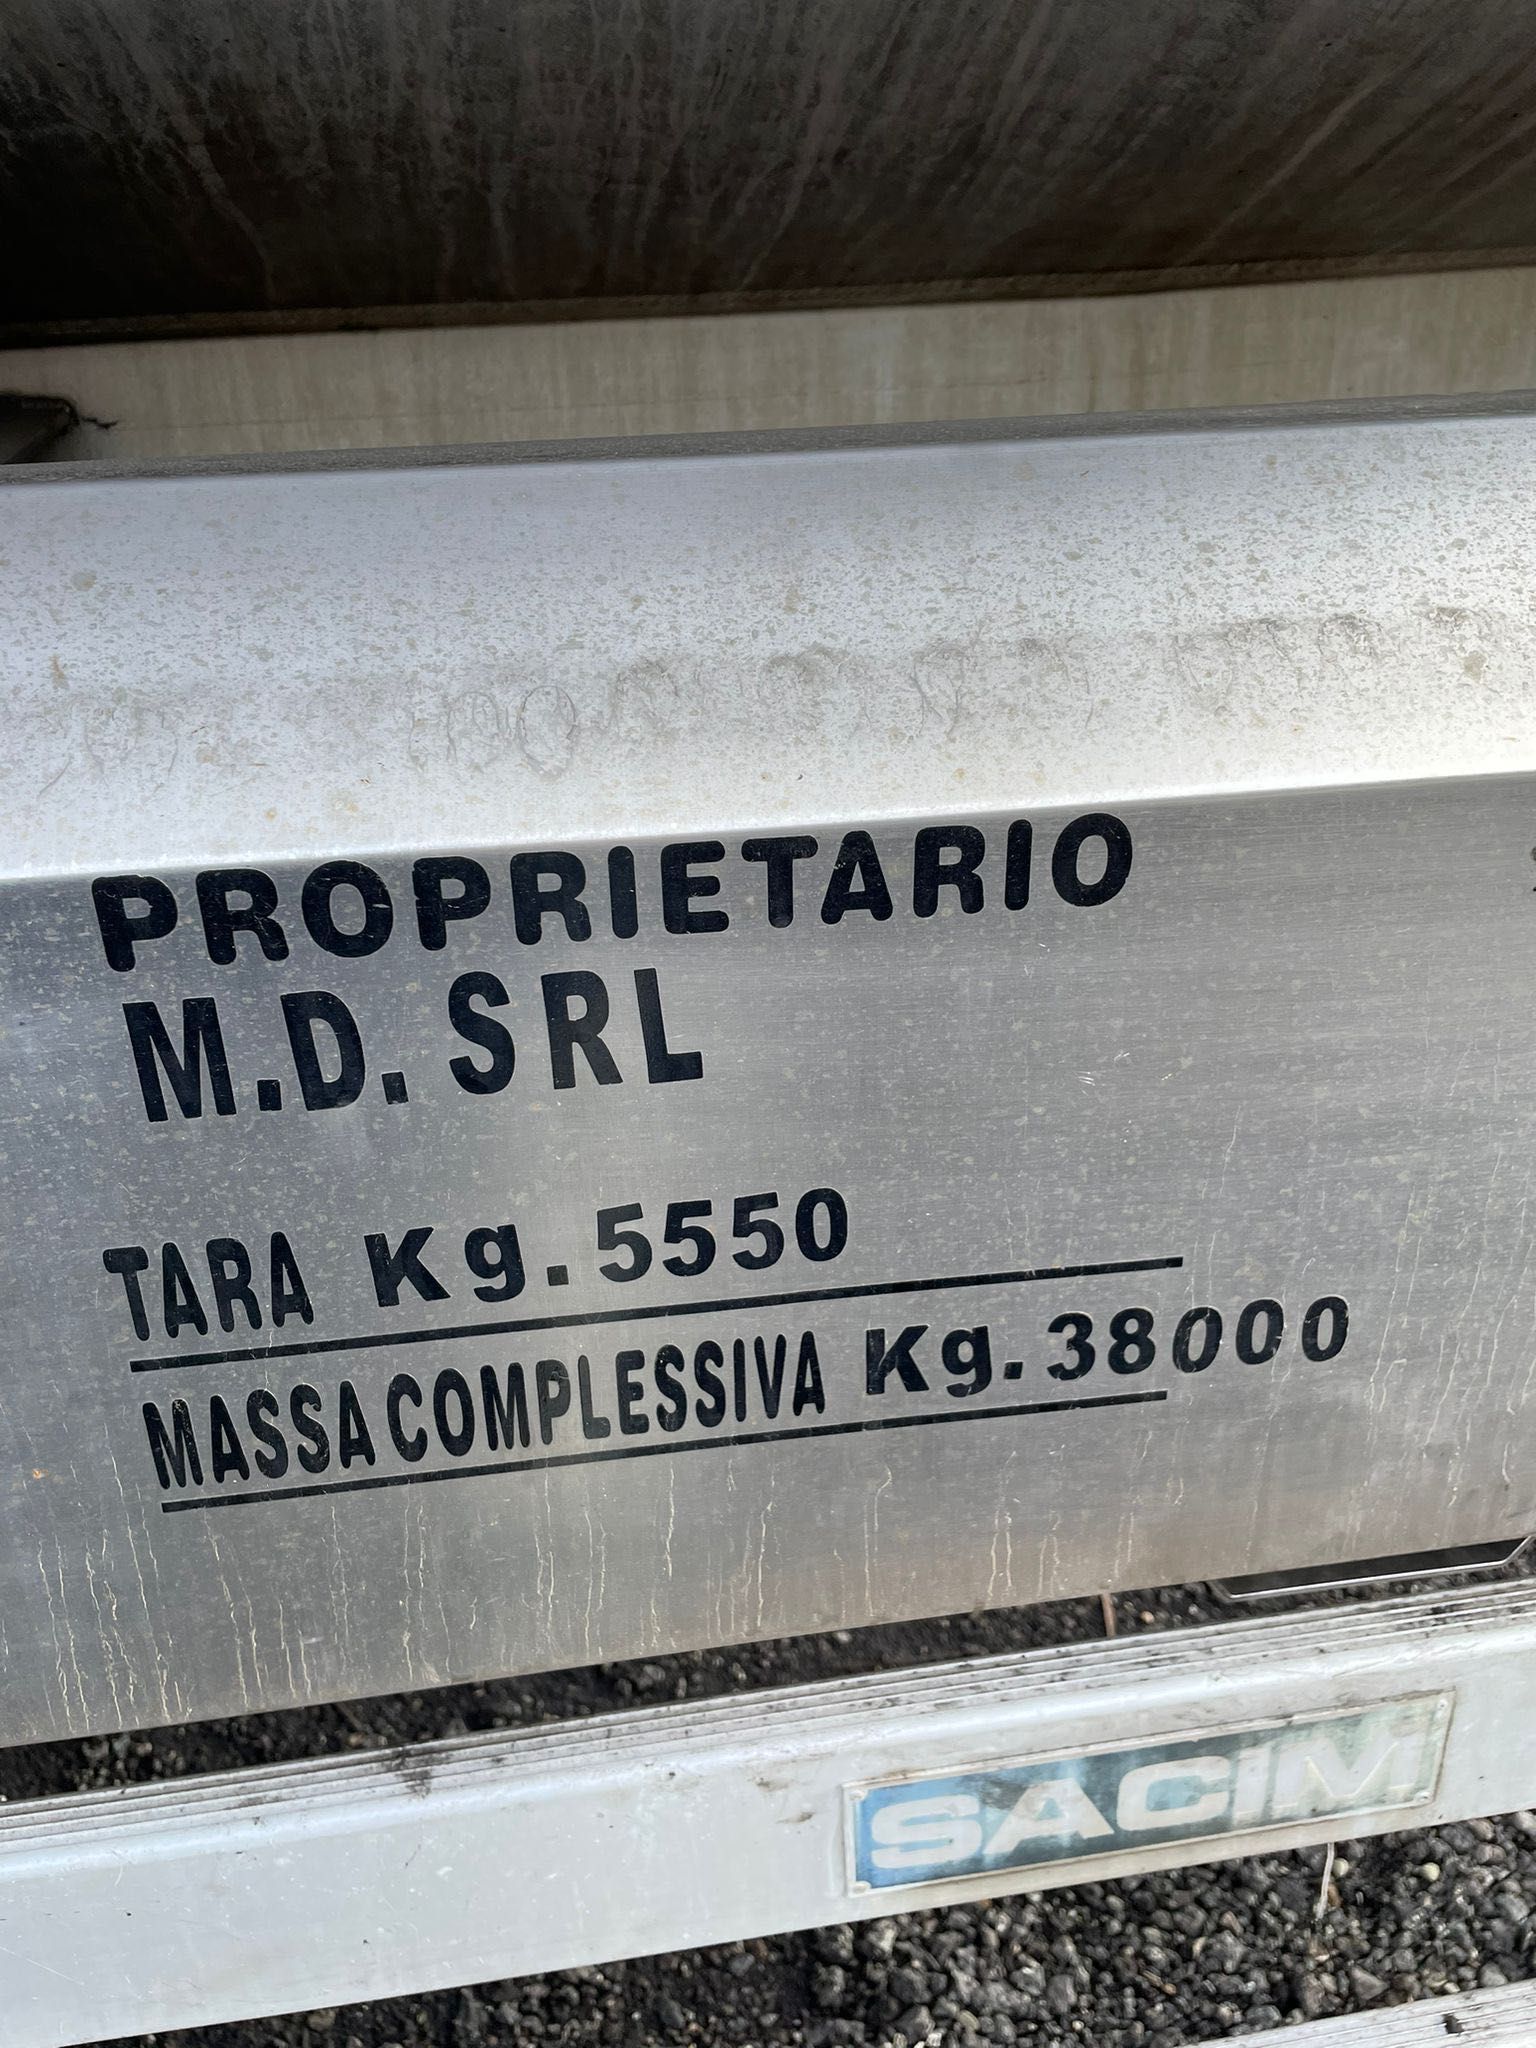 PROPRIETARIO
M.D. SRL
TARA Kg. 5550
MASSA COMPLESSIVA Kg. 38000
SACIM